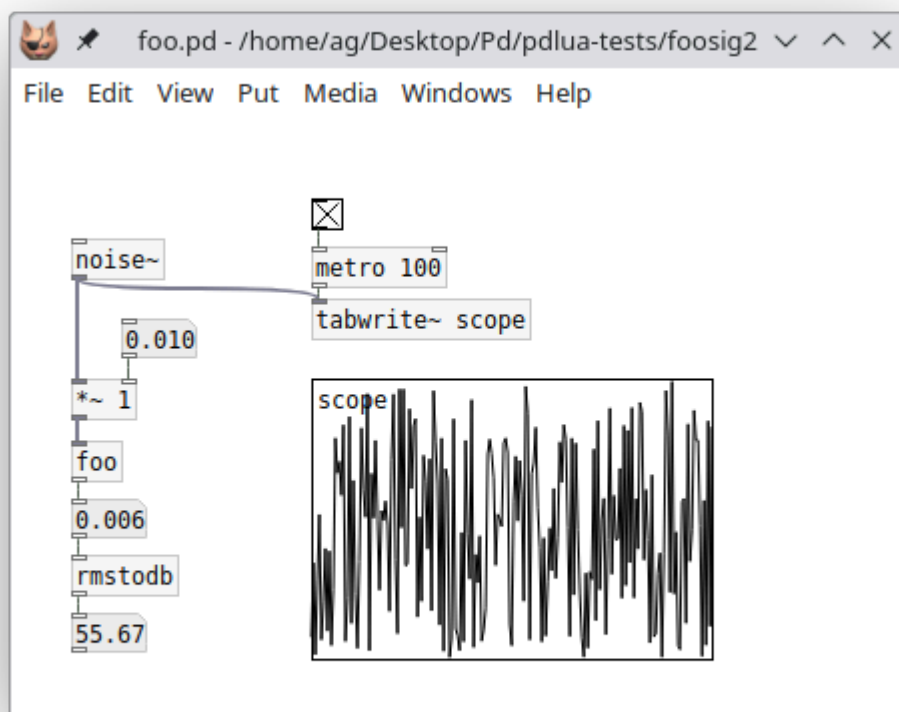 foo.pd - /home/ag/Desktop/Pd/pdlua-tests/foosig2
File Edit View Put Media Windows Help
noise~
metro 100
tabwrite~ scope
0.010
*~ 1
scope
foo
0.006
rmstodb
55.67